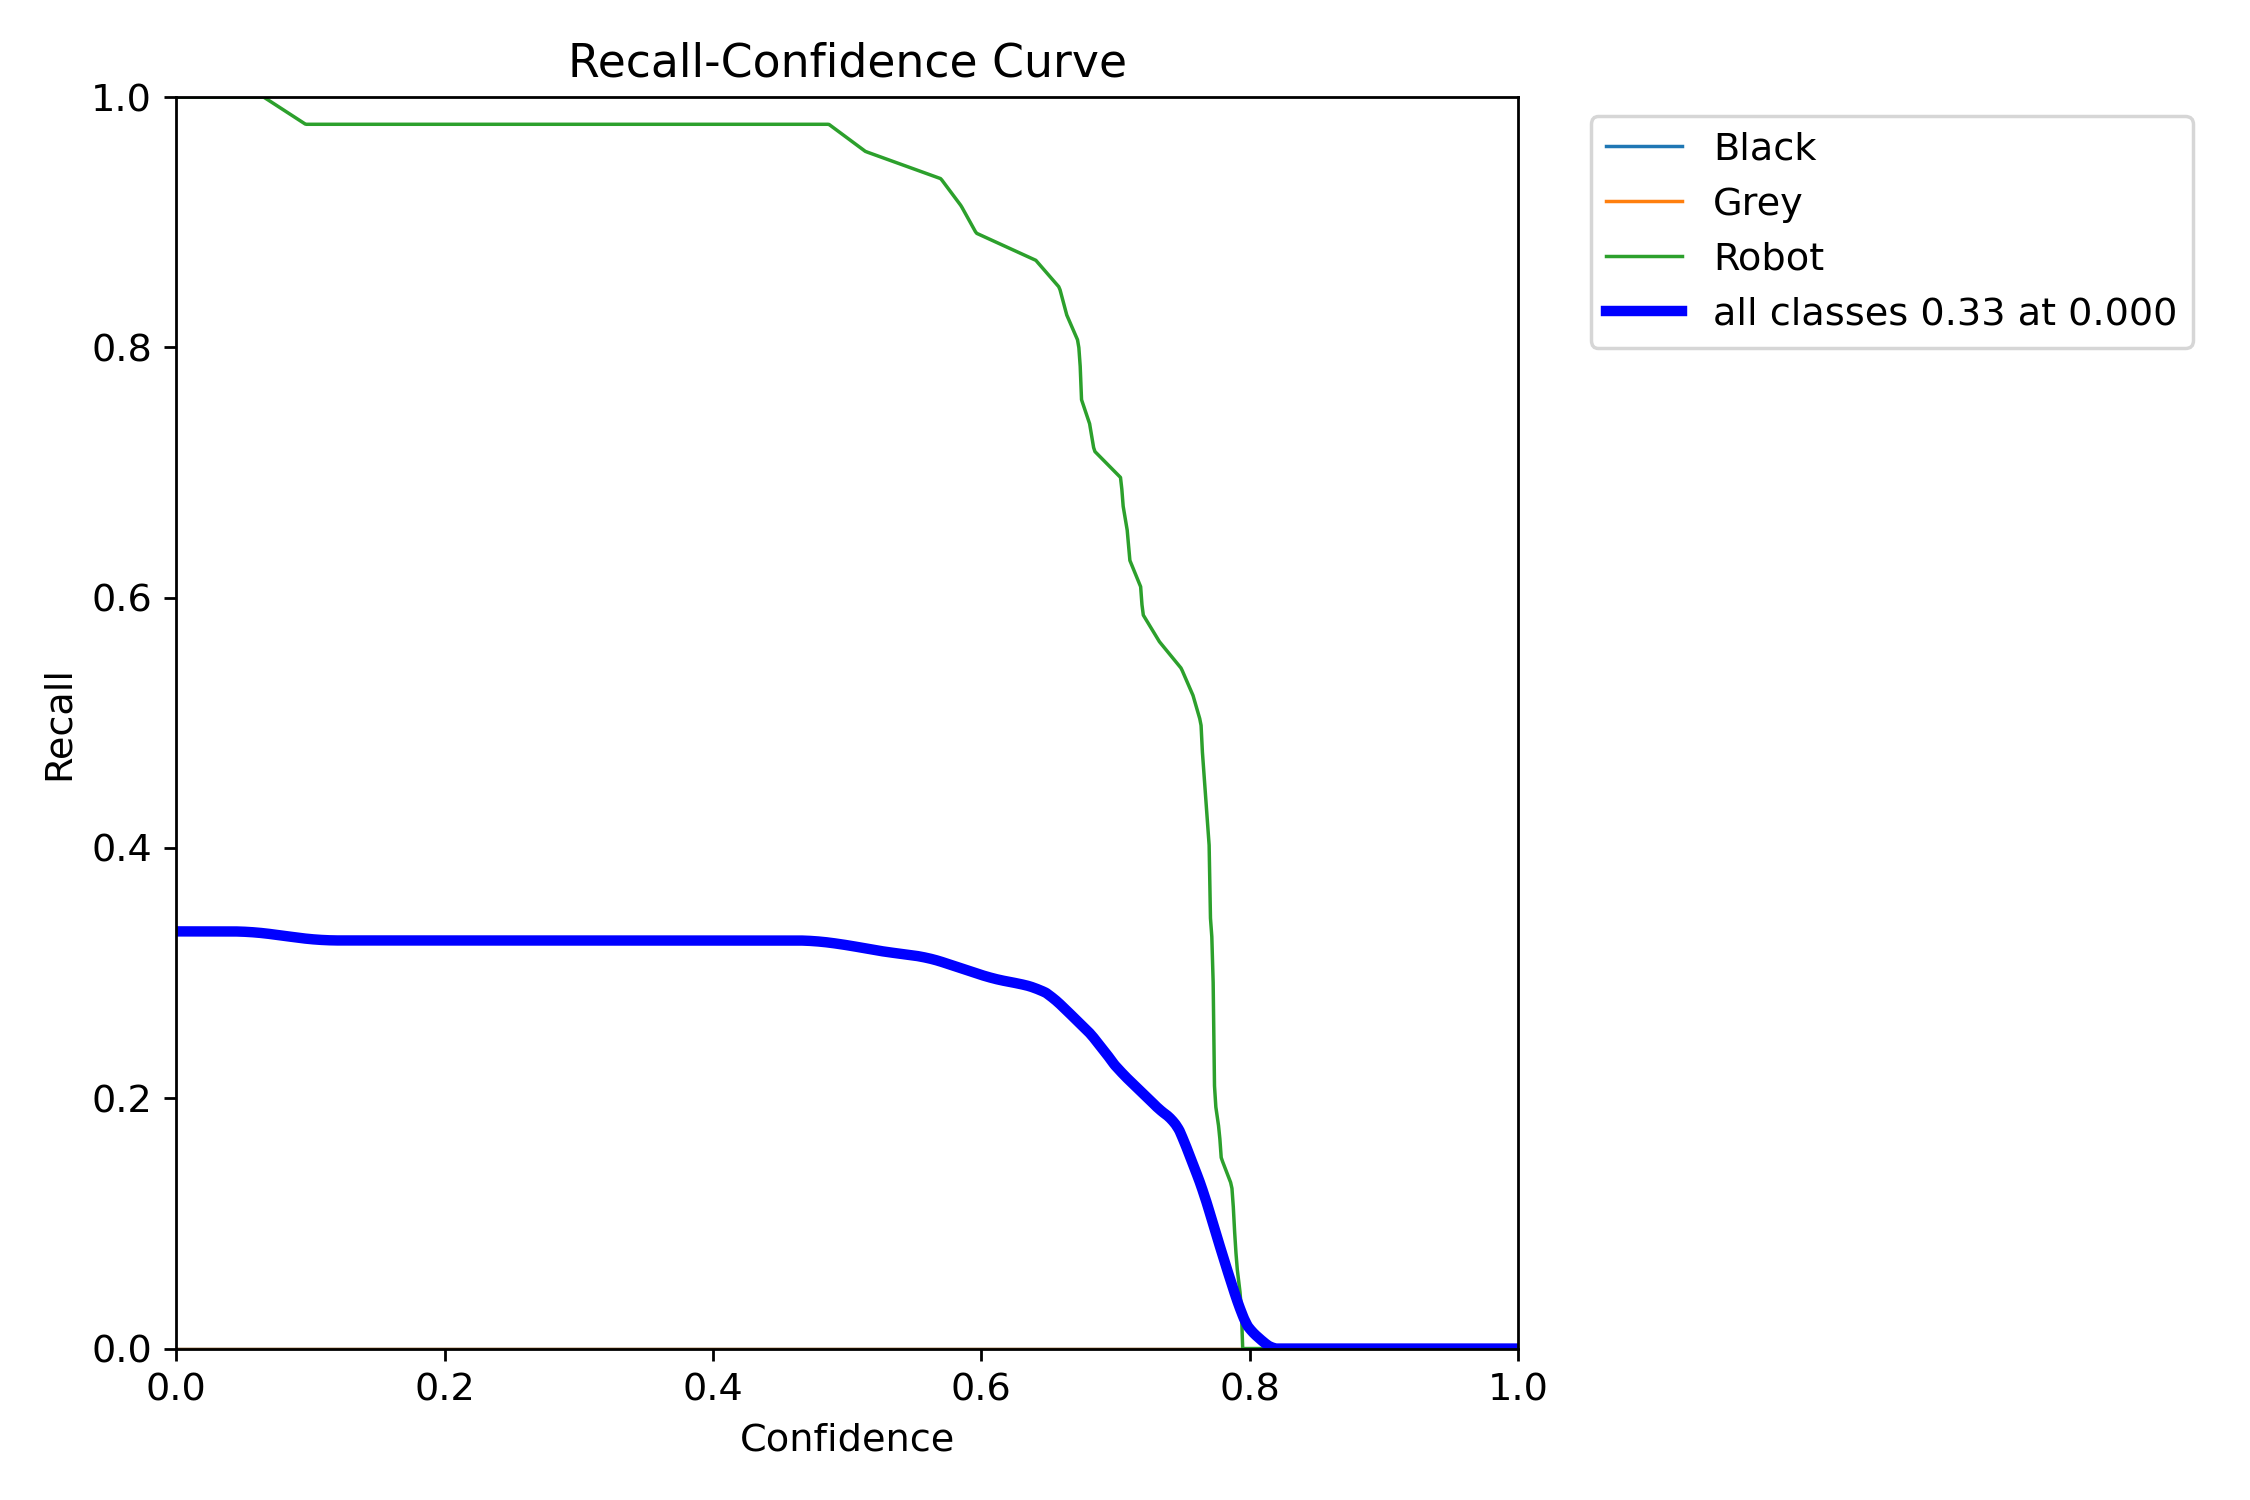 Recall-Confidence Curve
1.0
0.8
0.6
0.4
0.2
0.0
Recall
0.0 0.2 0.4 0.6 0.8 1.0
Confidence
Black
Grey
Robot
all classes 0.33 at 0.000